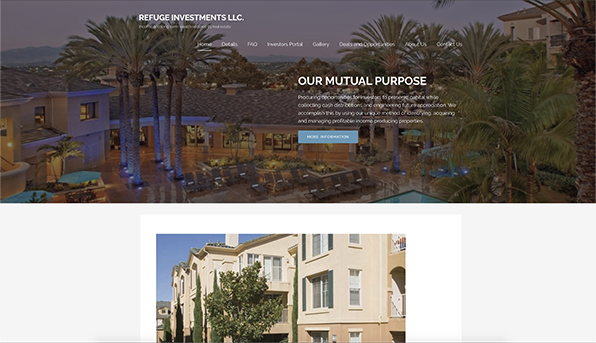 REFUGE INVESTMENTS LLC.
Home Details FAQ Investors Portal Gallery Deals and Opportunities About Us Contact Us
OUR MUTUAL PURPOSE
Procuring opportunities for investors to preserve capital while
collecting cash distributions and engineering future appreciation. We
accomplish this by using our unique method of identifying, acquiring
and managing profitable income producing properties.
MORE INFORMATION